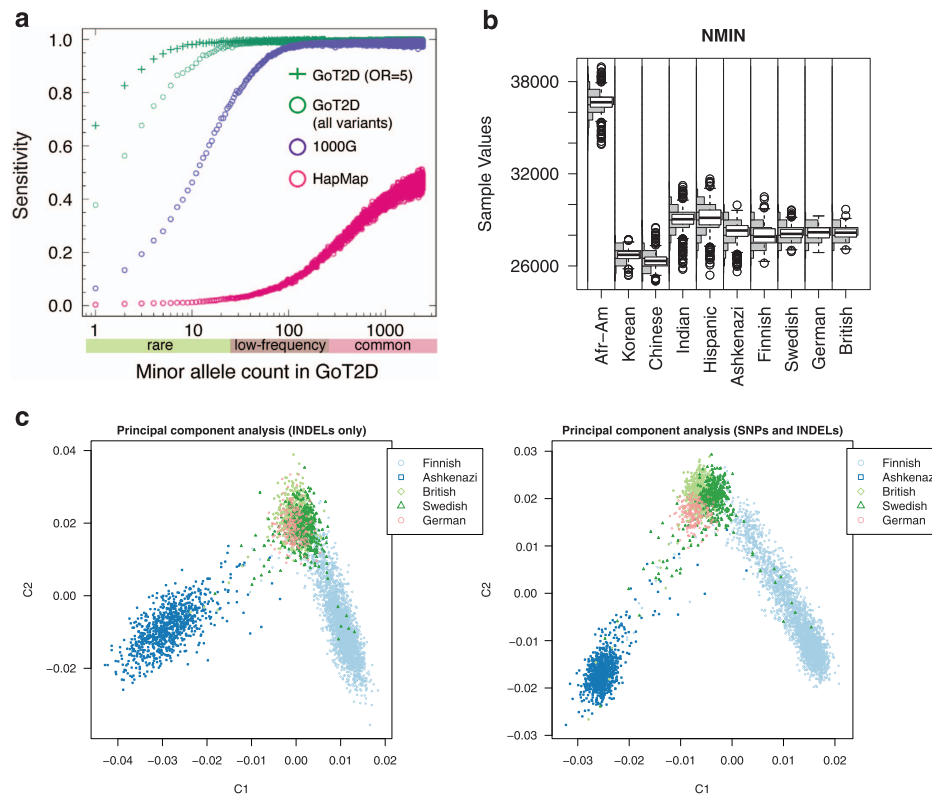 a
1.0
0.8
0.6
0.4
0.2
0.0
Sensitivity
GoT2D (OR=5)
GoT2D
(all variants)
1000G
HapMap
1 10 100 1000
rare low-frequency common
Minor allele count in GoT2D
b
NMIN
38000
32000
26000
Sample Values
Afr−Am
Korean
Chinese
Indian
Hispanic
Ashkenazi
Finnish
Swedish
German
British
c
Principal component analysis (INDELs only)
0.04
0.02
0.00
−0.02
C2
−0.04 −0.03 −0.02 −0.01 0.00 0.01 0.02
C1
Finnish
Ashkenazi
British
Swedish
German
Principal component analysis (SNPs and INDELs)
0.03
0.02
0.01
0.00
−0.01
−0.02
−0.03
C2
−0.03 −0.02 −0.01 0.00 0.01 0.02
C1
Finnish
Ashkenaz
British
Swedish
German